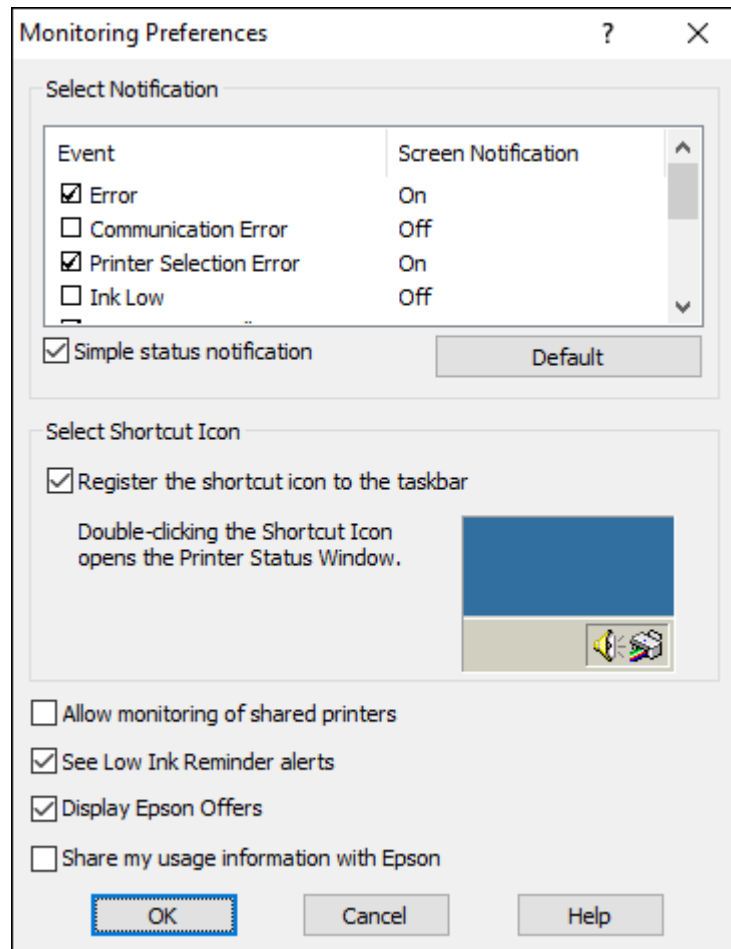 Monitoring Preferences
Select Notification
Event Screen Notification
Error On
Communication Error Off
Printer Selection Error On
Ink Low Off
Simple status notification Default
Select Shortcut Icon
Register the shortcut icon to the taskbar
Double-clicking the Shortcut Icon
opens the Printer Status Window.
Allow monitoring of shared printers
See Low Ink Reminder alerts
Display Epson Offers
Share my usage information with Epson
OK Cancel Help